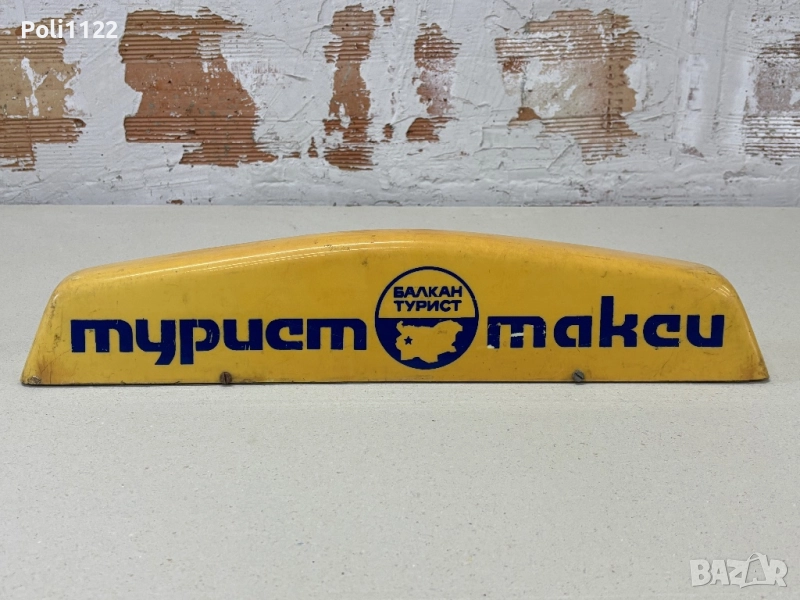 Poli1122
БАЛКАН
ТУРИСТ
турист такси
BAZAR